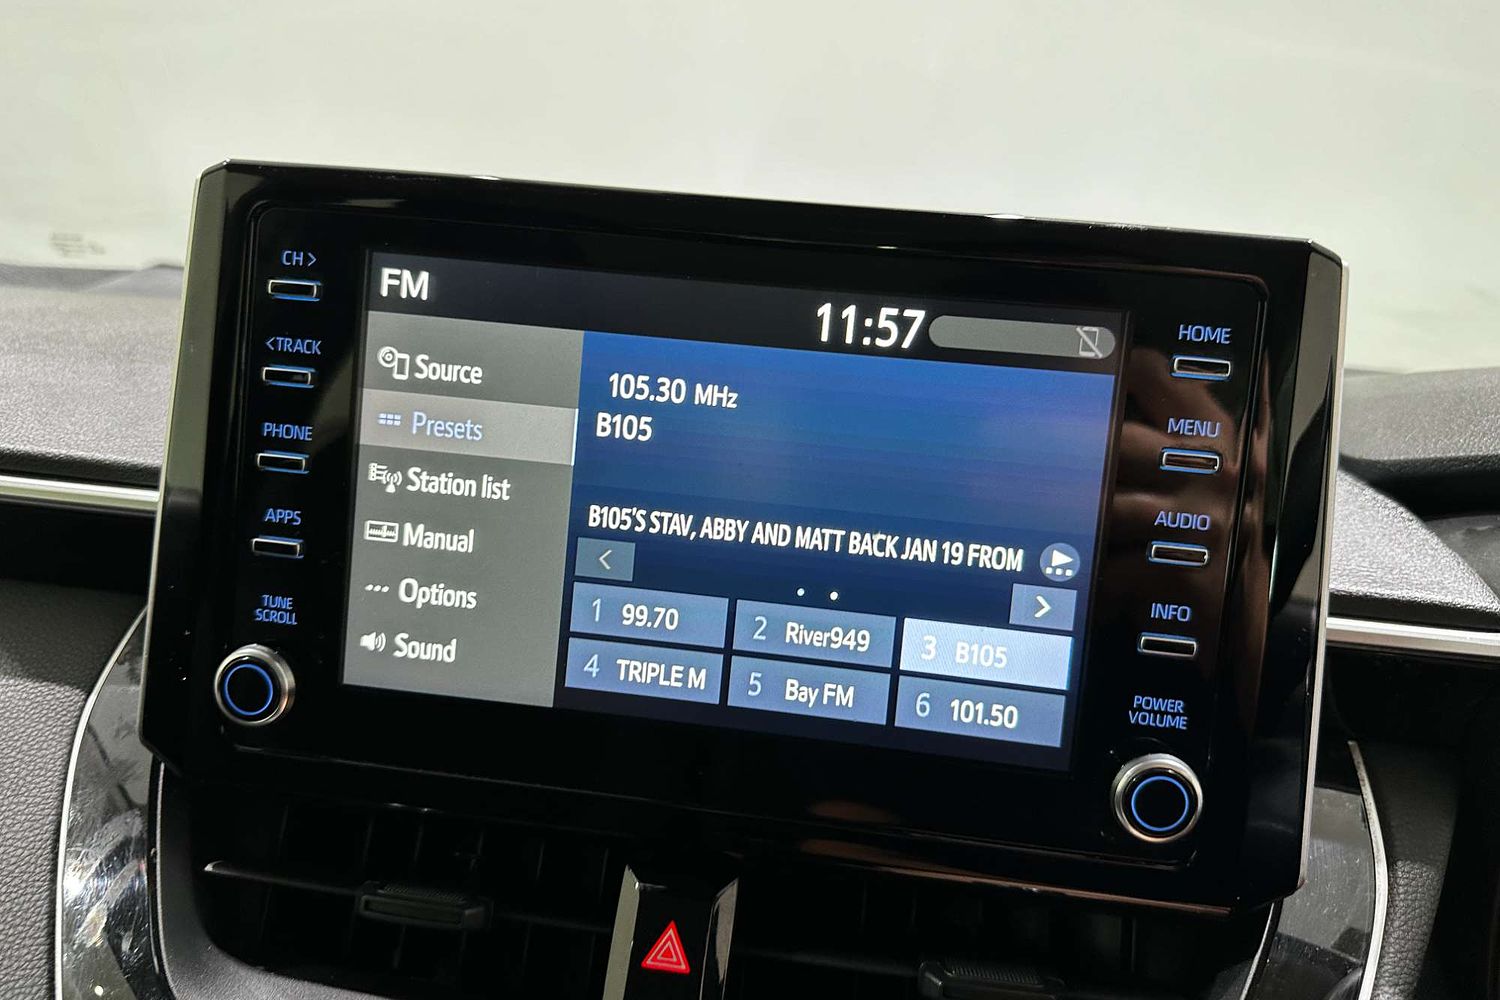 CH >
< TRACK
PHONE
APPS
TUNE
SCROLL
FM
11:57
Source
Presets
Station list
Manual
Options
Sound
105.30 MHz
B105
B105'S STAV, ABBY AND MATT BACK JAN 19 FROM
<
>
1 99.70
2 River949
3 B105
4 TRIPLE M
5 Bay FM
6 101.50
HOME
MENU
AUDIO
INFO
POWER
VOLUME